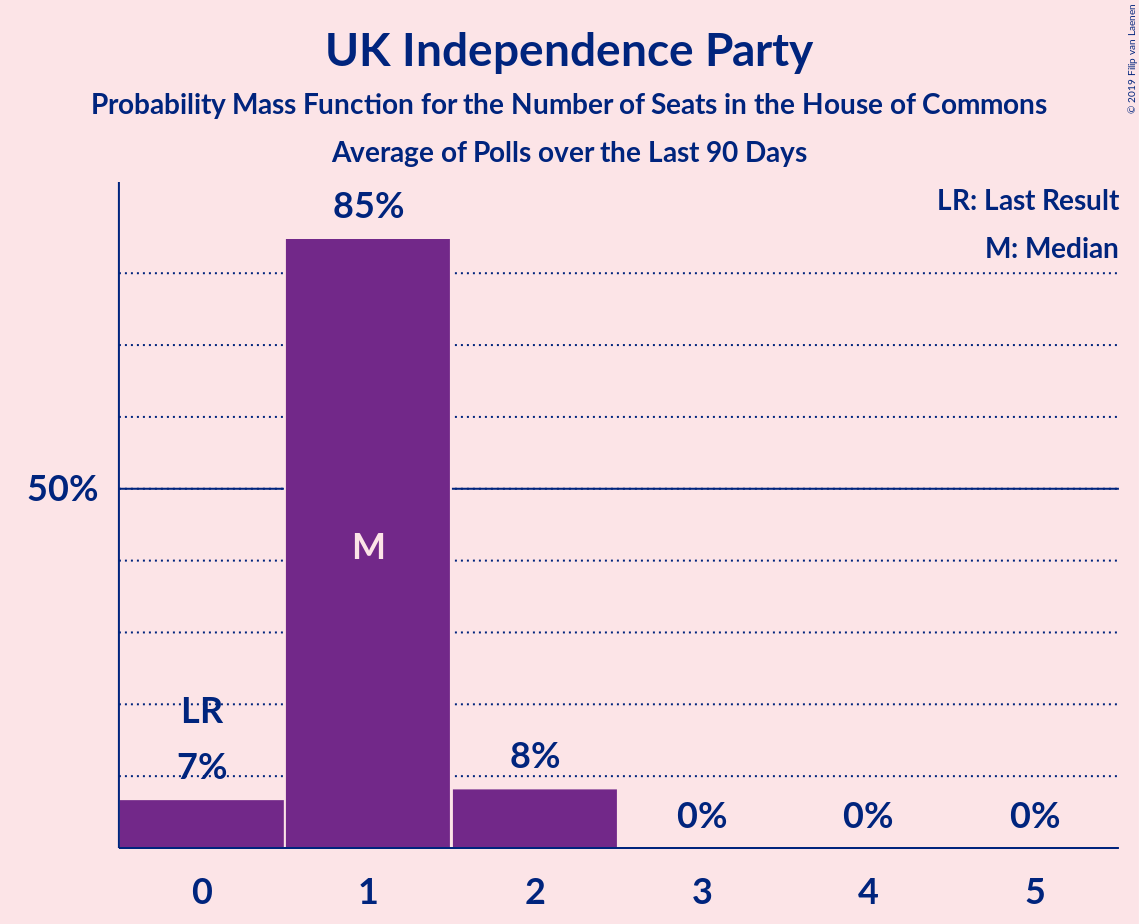 UK Independence Party
Probability Mass Function for the Number of Seats in the House of Commons
Average of Polls over the Last 90 Days
© 2019 Filip van Laenen
LR: Last Result
M: Median
85%
50%
M
LR
7%
8%
0%
0%
0%
0
1
2
3
4
5